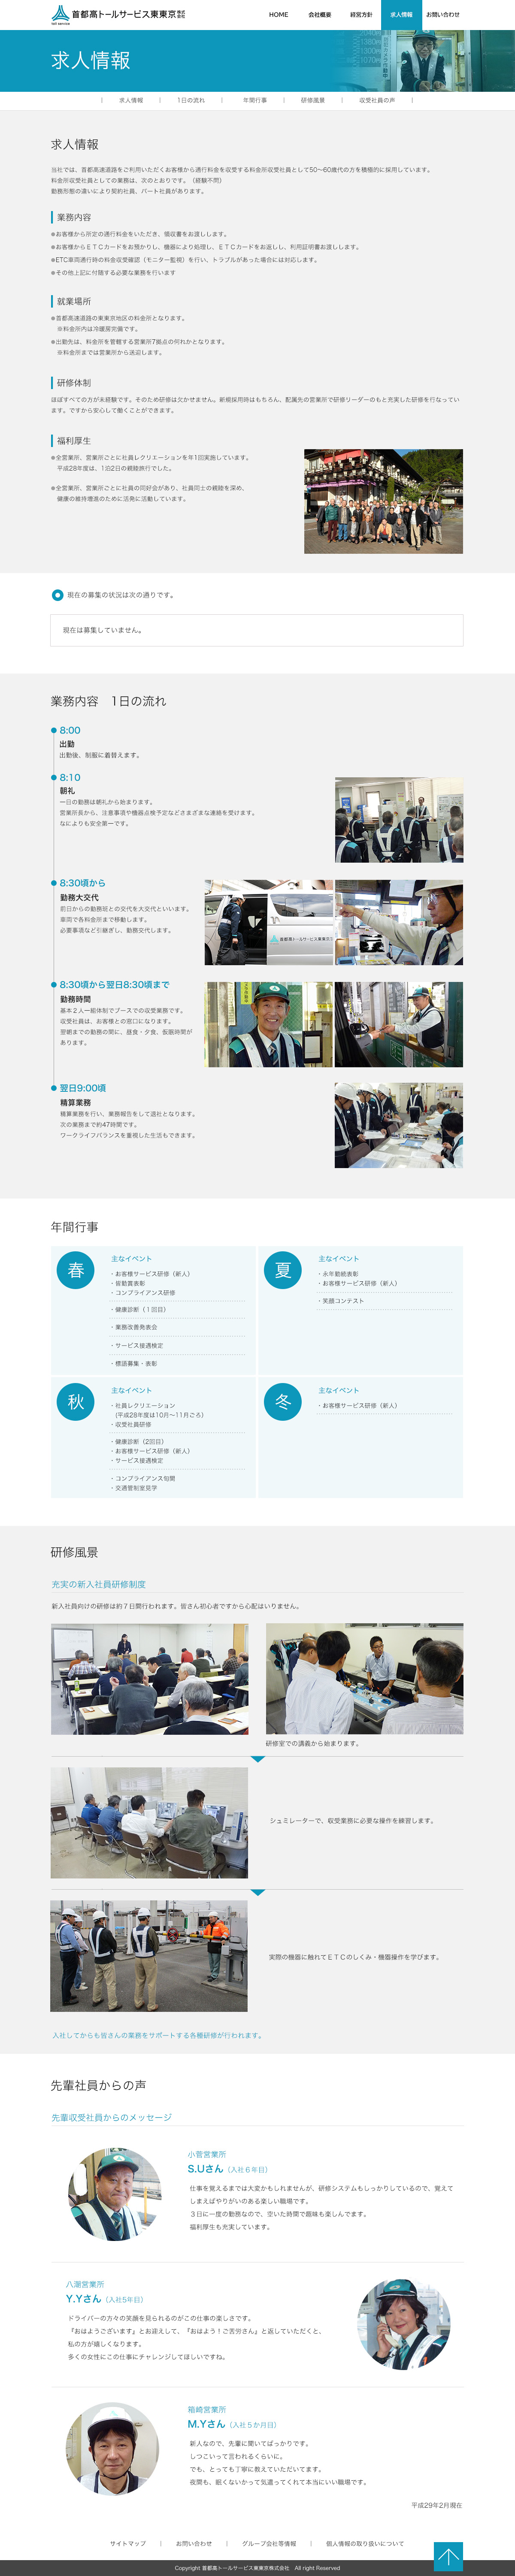 首都高トールサービス東東京株式会社
toll service
HOME 会社概要 経営方針 求人情報 お問い合わせ
求人情報
| 求人情報 | 1日の流れ | 年間行事 | 研修風景 | 収受社員の声 |
求人情報
当社では、首都高速道路をご利用いただくお客様から通行料金を収受する料金所収受社員として50〜60歳代の方を積極的に採用しています。
料金所収受社員としての業務は、次のとおりです。（経験不問）
勤務形態の違いにより契約社員、パート社員があります。
業務内容
※お客様から所定の通行料金をいただき、領収書をお渡しします。
※お客様からＥＴＣカードをお預かりし、機器により処理し、ＥＴＣカードをお返しし、利用証明書お渡しします。
※ETC車両通行時の料金収受確認（モニター監視）を行い、トラブルがあった場合には対応します。
※その他上記に付随する必要な業務を行います
就業場所
※首都高速道路の東東京地区の料金所となります。
※料金所内は冷暖房完備です。
※出勤先は、料金所を管轄する営業所7拠点の何れかとなります。
※料金所までは営業所から送迎します。
研修体制
ほぼすべての方が未経験です。そのため研修は欠かせません。新規採用時はもちろん、配属先の営業所で研修リーダーのもと充実した研修を行なってい
ます。ですから安心して働くことができます。
福利厚生
※全営業所、営業所ごとに社員レクリエーションを年1回実施しています。
平成28年度は、1泊2日の親睦旅行でした。
※全営業所、営業所ごとに社員の同好会があり、社員同士の親睦を深め、
健康の維持増進のために活発に活動しています。
現在の募集の状況は次の通りです。
現在は募集していません。
業務内容　1日の流れ
8:00
出勤
出勤後、制服に着替えます。
8:10
朝礼
一日の勤務は朝礼から始まります。
営業所長から、注意事項や機器点検予定などさまざまな連絡を受けます。
なによりも安全第一です。
8:30頃から
勤務大交代
前日からの勤務班との交代を大交代といいます。
車両で各料金所まで移動します。
必要事項など引継ぎし、勤務交代します。
首都高トールサービス東東京
8:30頃から翌日8:30頃まで
勤務時間
基本２人一組体制でブースでの収受業務です。
収受社員は、お客様との窓口になります。
翌朝までの勤務の間に、昼食・夕食、仮眠時間が
あります。
翌日9:00頃
精算業務
精算業務を行い、業務報告をして退社となります。
次の業務まで約47時間です。
ワークライフバランスを重視した生活もできます。
年間行事
春
主なイベント
・お客様サービス研修（新人）
・皆勤賞表彰
・コンプライアンス研修
・健康診断（１回目）
・業務改善発表会
・サービス接遇検定
・標語募集・表彰
夏
主なイベント
・永年勤続表彰
・お客様サービス研修（新人）
・笑顔コンテスト
秋
主なイベント
・社員レクリエーション
(平成28年度は10月〜11月ごろ)
・収受社員研修
・健康診断（2回目）
・お客様サービス研修（新人）
・サービス接遇検定
・コンプライアンス旬間
・交通管制室見学
冬
主なイベント
・お客様サービス研修（新人）
研修風景
充実の新入社員研修制度
新入社員向けの研修は約７日間行われます。皆さん初心者ですから心配はいりません。
研修室での講義から始まります。
シュミレーターで、収受業務に必要な操作を練習します。
実際の機器に触れてＥＴＣのしくみ・機器操作を学びます。
入社してからも皆さんの業務をサポートする各種研修が行われます。
先輩社員からの声
先輩収受社員からのメッセージ
小菅営業所
S.Uさん（入社６年目）
仕事を覚えるまでは大変かもしれませんが、研修システムもしっかりしているので、覚えて
しまえばやりがいのある楽しい職場です。
３日に一度の勤務なので、空いた時間で趣味も楽しんでます。
福利厚生も充実しています。
八潮営業所
Y.Yさん（入社5年目）
ドライバーの方々の笑顔を見られるのがこの仕事の楽しさです。
『おはようございます』とお迎えして、『おはよう！ご苦労さん』と返していただくと、
私の方が嬉しくなります。
多くの女性にこの仕事にチャレンジしてほしいですね。
箱崎営業所
M.Yさん（入社５か月目）
新人なので、先輩に聞いてばっかりです。
しつこいって言われるくらいに。
でも、とっても丁寧に教えていただいてます。
夜間も、眠くないかって気遣ってくれて本当にいい職場です。
平成29年2月現在
サイトマップ | お問い合わせ | グループ会社等情報 | 個人情報の取り扱いについて
Copyright 首都高トールサービス東東京株式会社 All right Reserved